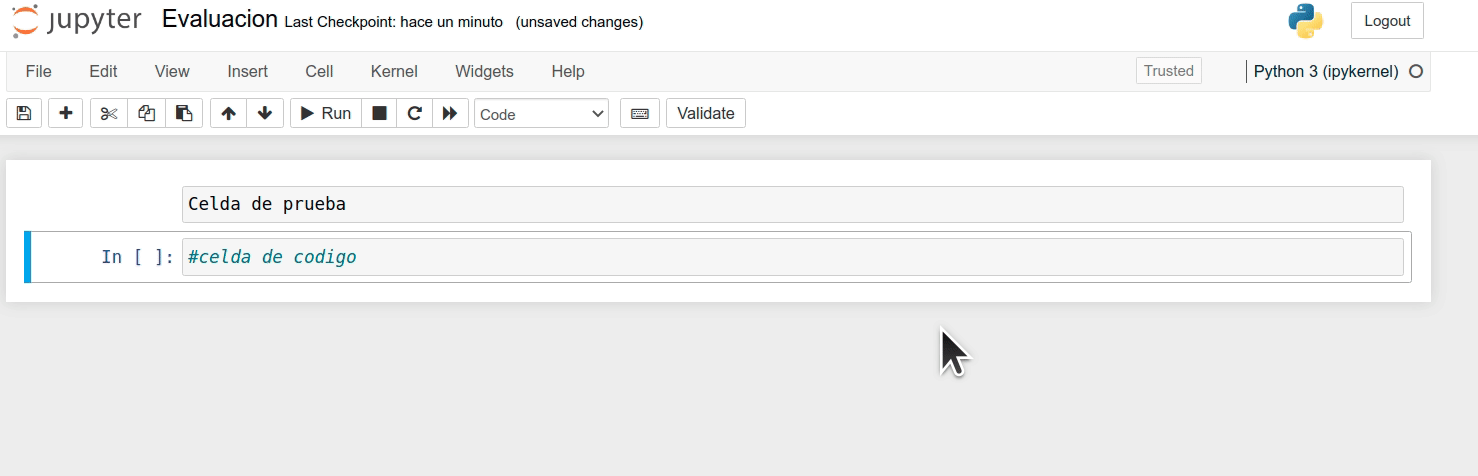 jupyter Evaluacion Last Checkpoint: hace un minuto (unsaved changes) Logout
File Edit View Insert Cell Kernel Widgets Help Trusted Python 3 (ipykernel)
Run Code Validate
Celda de prueba
In [ ]: #celda de codigo